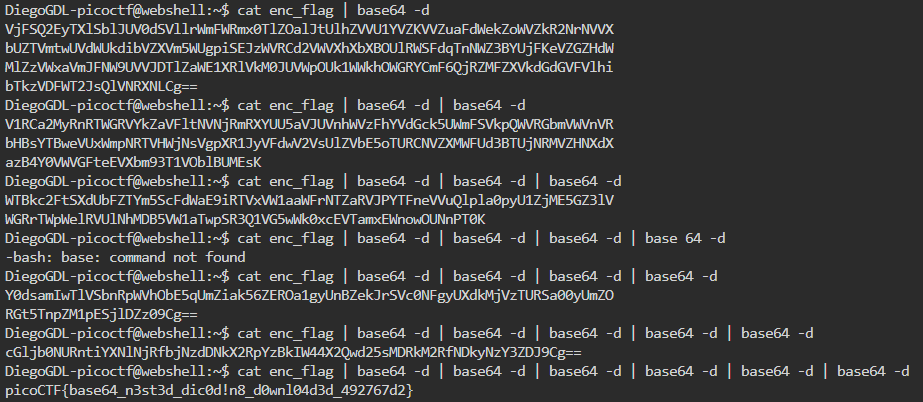 DiegoGDL-picoctf@webshell:~$ cat enc_flag | base64 -d
VjFSQ2EyTXlSblJUV0dSVllrWmFWRmx0TlZOalJtUlhZVVU1YVZKVVZuaFdWekZoWVZkR2NrNVVX
bUZTVmtwUVdWUkdibVZXVm5WUgpiSEJzWVRCd2VWVXhXbXBOUlRWSFdqTnNWZ3BYUjFKeVZGZHdW
MlZzVWxaVmJFNW9UVVJDTlZaWE1XRlVkM0JUVWpOUk1WWkhOWGRYCmF6QjRZMFZXVkdGdGVFVlhi
bTkzVDFWT2JsQlVNRXNLCg==
DiegoGDL-picoctf@webshell:~$ cat enc_flag | base64 -d | base64 -d
V1RCa2MyRnRTWGRVYkZaVFltNVNjRmRXYUU5aVJUVnhWVzFhYVdGck5UWmFSVkpQWVRGbmVWVnVR
bHBsYTBweVUxWmpNRTVHWjNsVgpXR1JyVFdwV2VsUlZVbE5oTURCNVZXMWFUd3BTUjNRMVZHNXdX
azB4Y0VWVGFteEVXbm93T1VOblBUMEsK
DiegoGDL-picoctf@webshell:~$ cat enc_flag | base64 -d | base64 -d | base64 -d
WTBkc2FtSXdUbFZTYm5ScFdWaE9iRTVxVW1aaWFrNTZaRVJPYTFneVVuQlpla0pyU1ZjME5GZ3lV
WGRrTWpWelRVUlNhMDB5VW1aTwpSR3Q1VG5wWk0xcEVTamxEWnowOUNnPT0K
DiegoGDL-picoctf@webshell:~$ cat enc_flag | base64 -d | base64 -d | base64 -d | base 64 -d
-bash: base: command not found
DiegoGDL-picoctf@webshell:~$ cat enc_flag | base64 -d | base64 -d | base64 -d | base64 -d
Y0dsamIwTlVSbnRpWVhObE5qUmZiak56ZEROa1gyUnBZekJrSVc0NFgyUXdkMjVzTURSa00yUmZO
RGt5TnpZM1pESjlDZz09Cg==
DiegoGDL-picoctf@webshell:~$ cat enc_flag | base64 -d | base64 -d | base64 -d | base64 -d | base64 -d
cGljb0NURntiYXNlNjRfbjNzdDNkX2RpYzBkIW44X2Qwd25sMDRkM2RfNDkyNzY3ZDJ9Cg==
DiegoGDL-picoctf@webshell:~$ cat enc_flag | base64 -d | base64 -d | base64 -d | base64 -d | base64 -d | base64 -d
picoCTF{base64_n3st3d_dic0d!n8_d0wnl04d3d_492767d2}